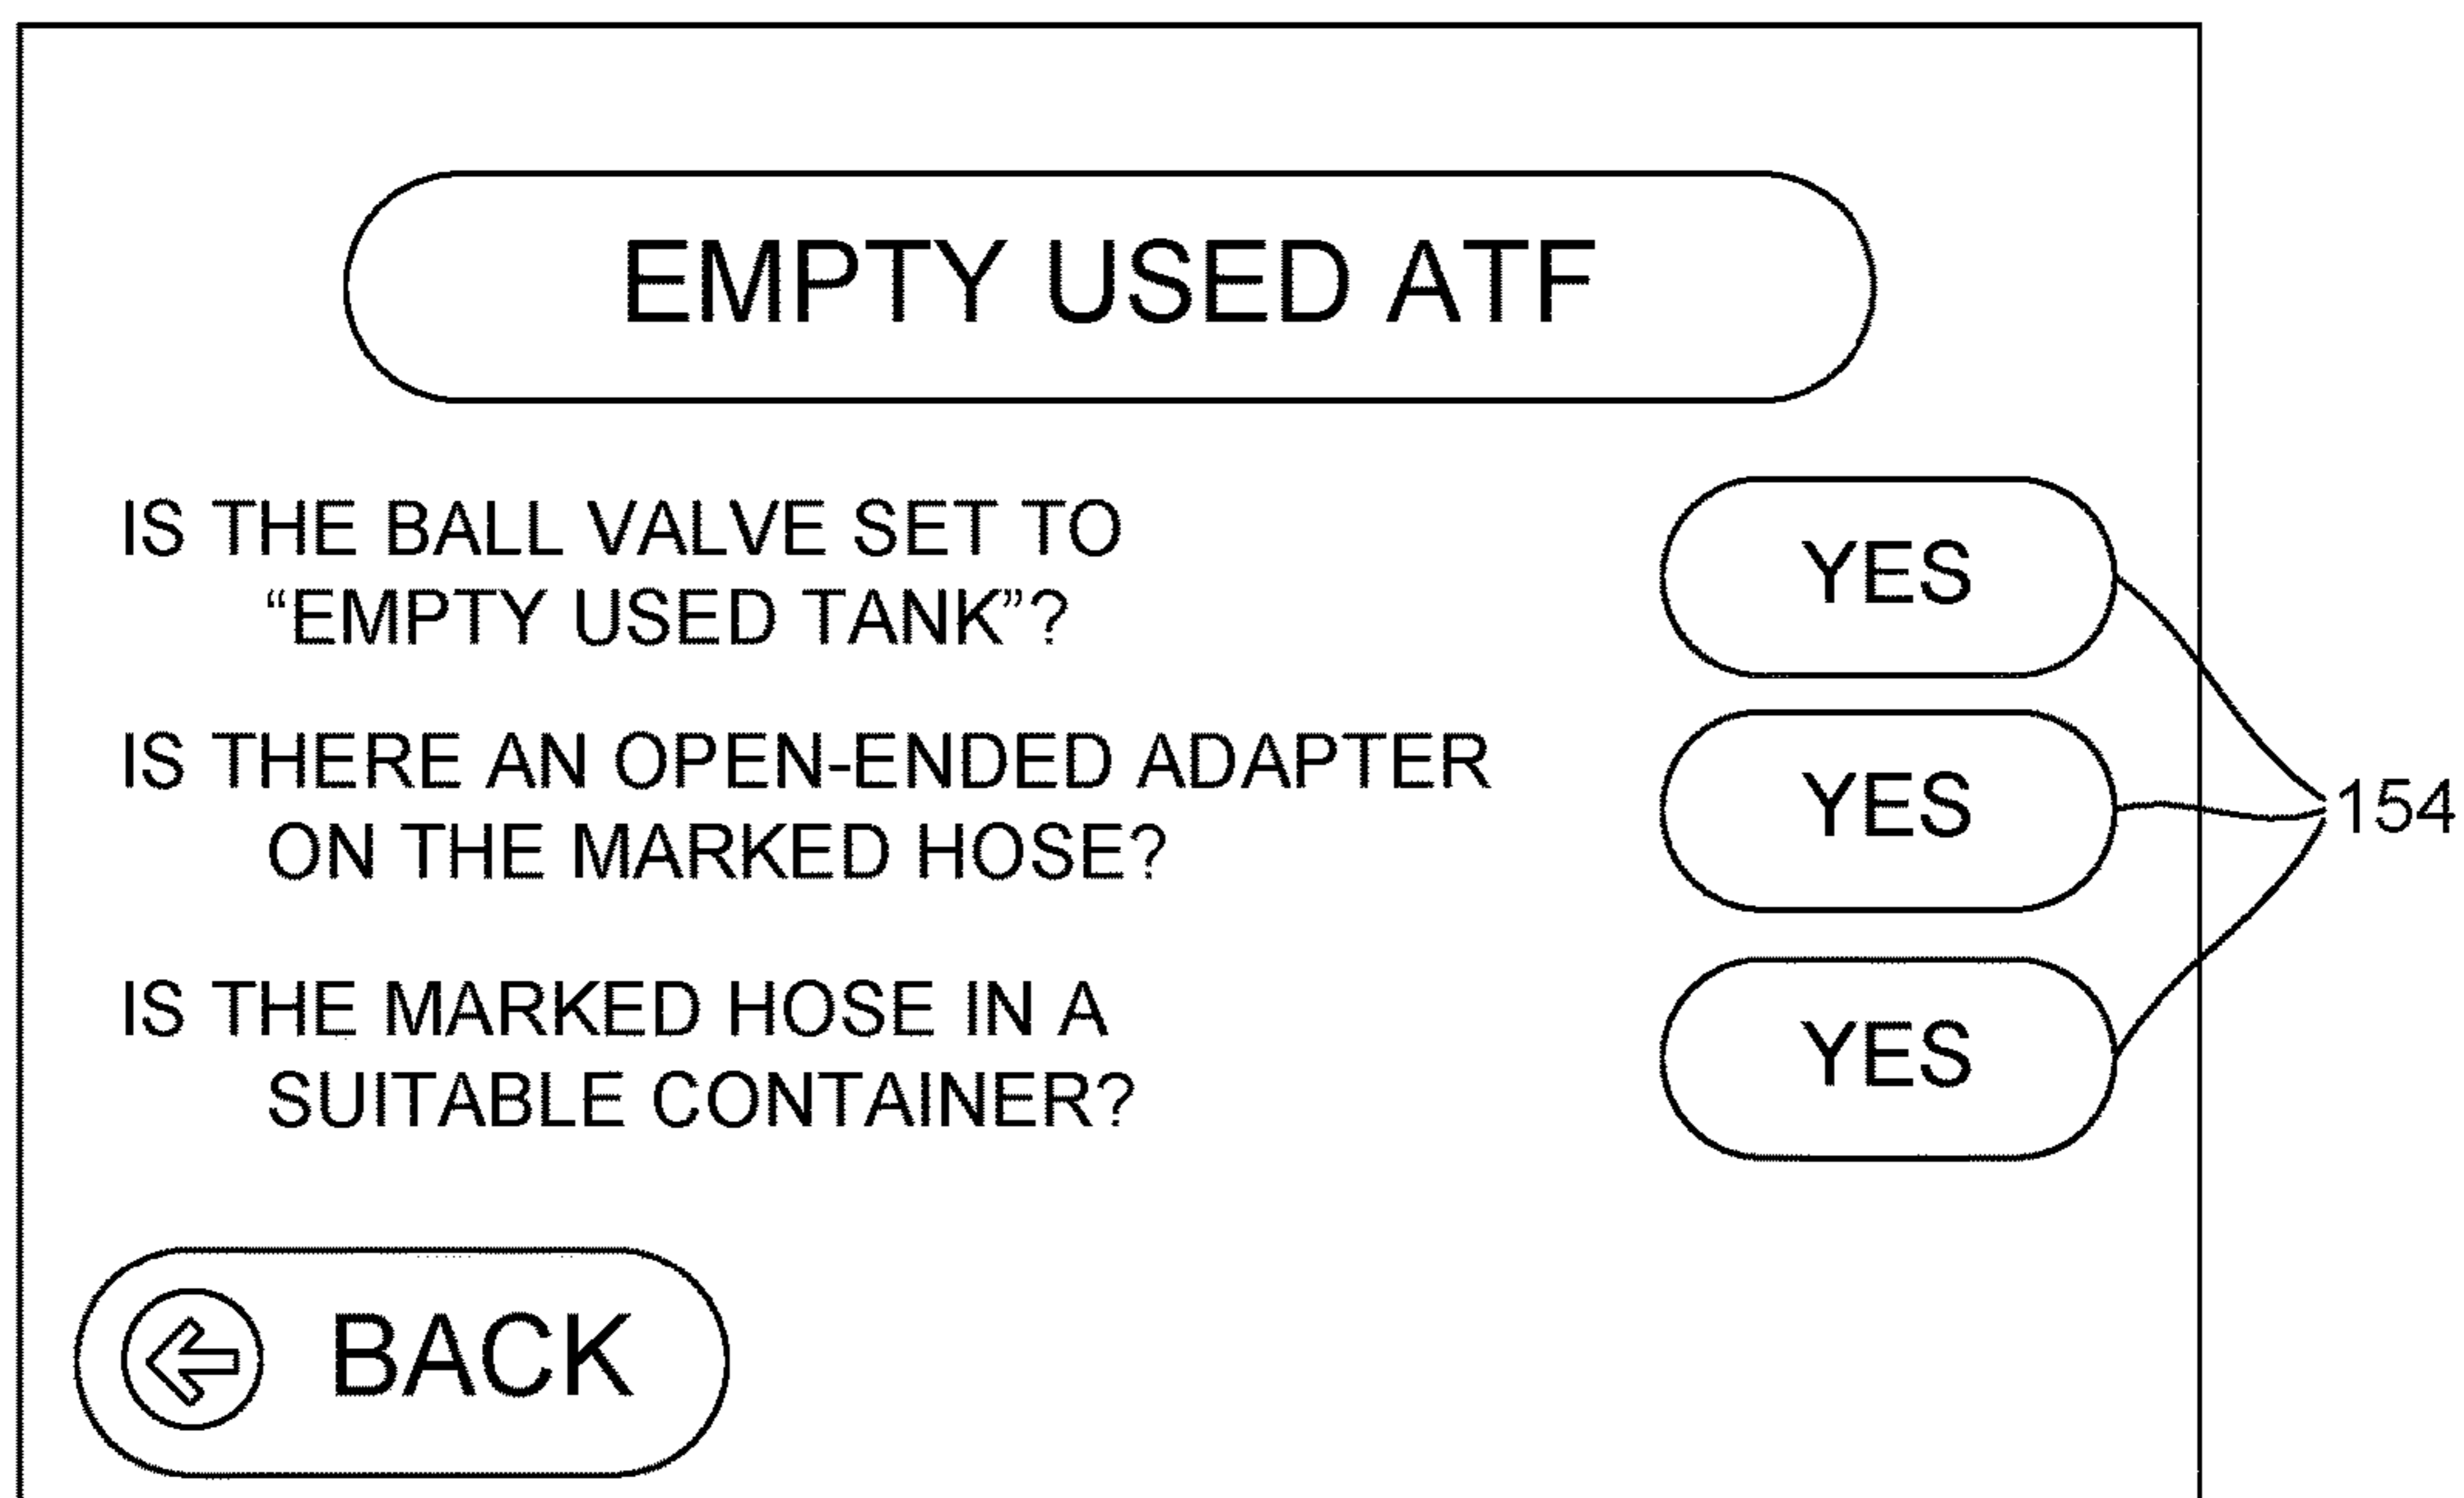 EMPTY USED ATF
IS THE BALL VALVE SET TO
“EMPTY USED TANK”?
YES
IS THERE AN OPEN-ENDED ADAPTER
ON THE MARKED HOSE?
YES
154
IS THE MARKED HOSE IN A
SUITABLE CONTAINER?
YES
BACK